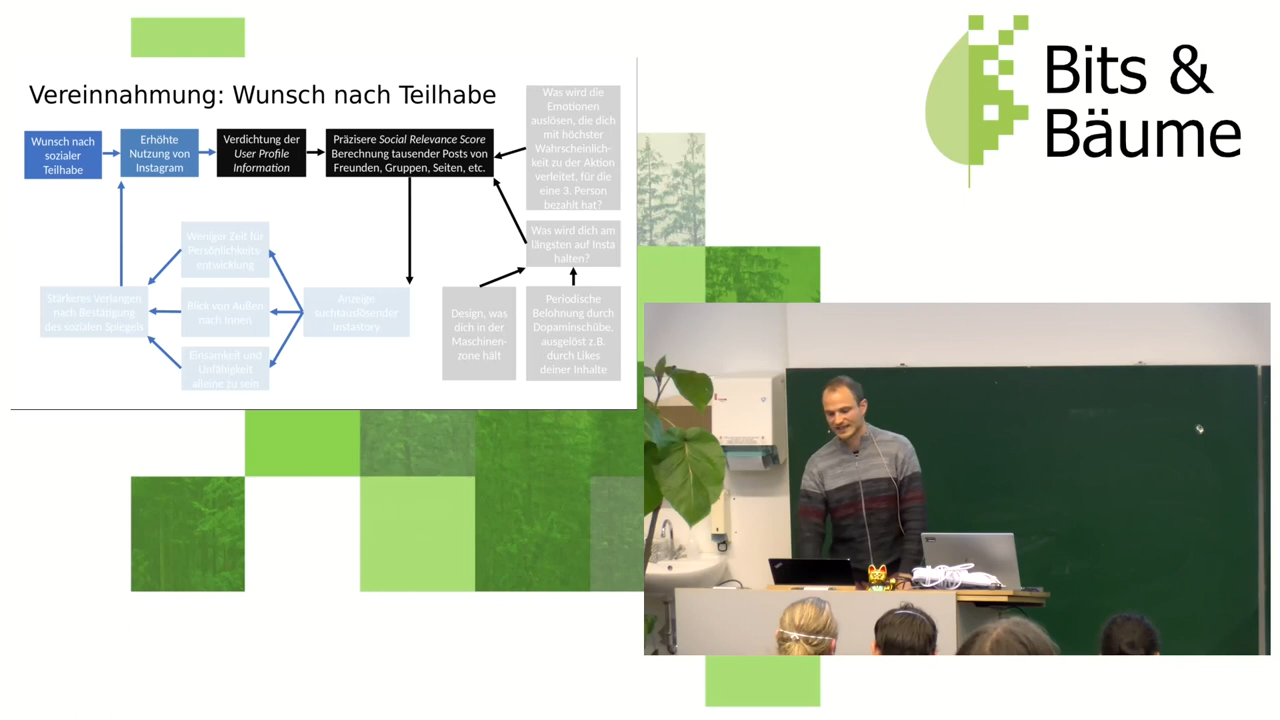 Bits &
Bäume
Vereinnahmung: Wunsch nach Teilhabe
Wunsch nach
sozialer
Teilhabe
Erhöhte
Nutzung von
Instagram
Verdichtung der
User Profile
Information
Präzisere Social Relevance Score
Berechnung tausender Posts von
Freunden, Gruppen, Seiten, etc.
Was wird die
Emotionen
auslösen, die dich
mit höchster
Wahrscheinlich-
keit zu der Aktion
verleitet, für die
eine 3. Person
bezahlt hat?
Was wird dich am
längsten auf Insta
halten?
Weniger Zeit für
Persönlichkeits-
entwicklung
Stärkeres Verlangen
nach Bestätigung
des sozialen Spiegels
Blick von Außen
nach Innen
Anzeige
suchtauslösender
Instastory
Einsamkeit und
Unfähigkeit
alleine zu sein
Design, was
dich in der
Maschinen-
zone hält
Periodische
Belohnung durch
Dopaminschübe,
ausgelöst z.B.
durch Likes
deiner Inhalte